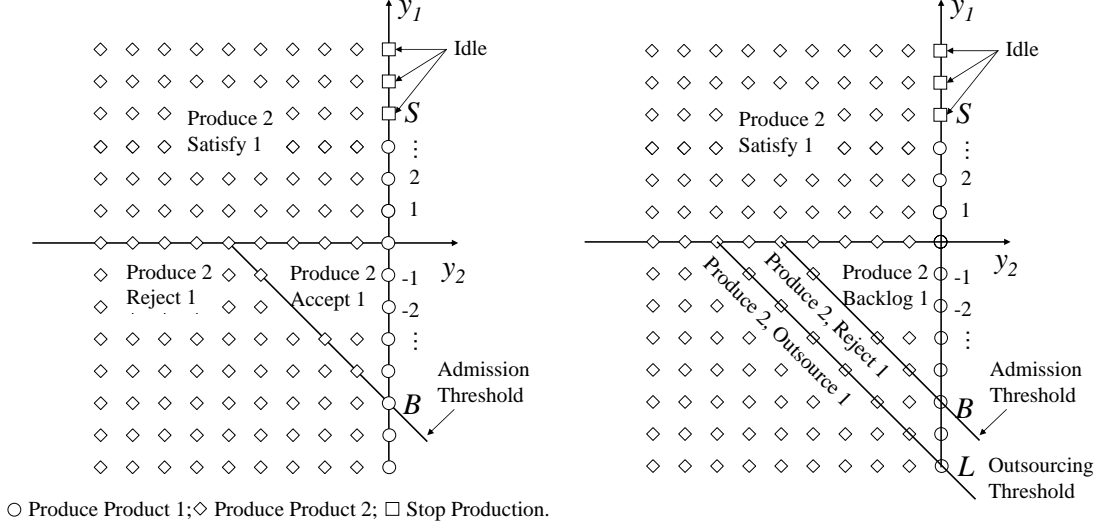 y1
Idle
S
Produce 2
Satisfy 1
⋮
2
1
y2
Produce 2
Reject 1
Produce 2
Accept 1
-1
-2
⋮
Admission
Threshold
B
y1
Idle
S
Produce 2
Satisfy 1
⋮
2
1
y2
Produce 2, Outsource 1
Produce 2, Reject 1
Produce 2
Backlog 1
-1
-2
⋮
Admission
Threshold
B
L
Outsourcing
Threshold
○ Produce Product 1;◇ Produce Product 2; □ Stop Production.